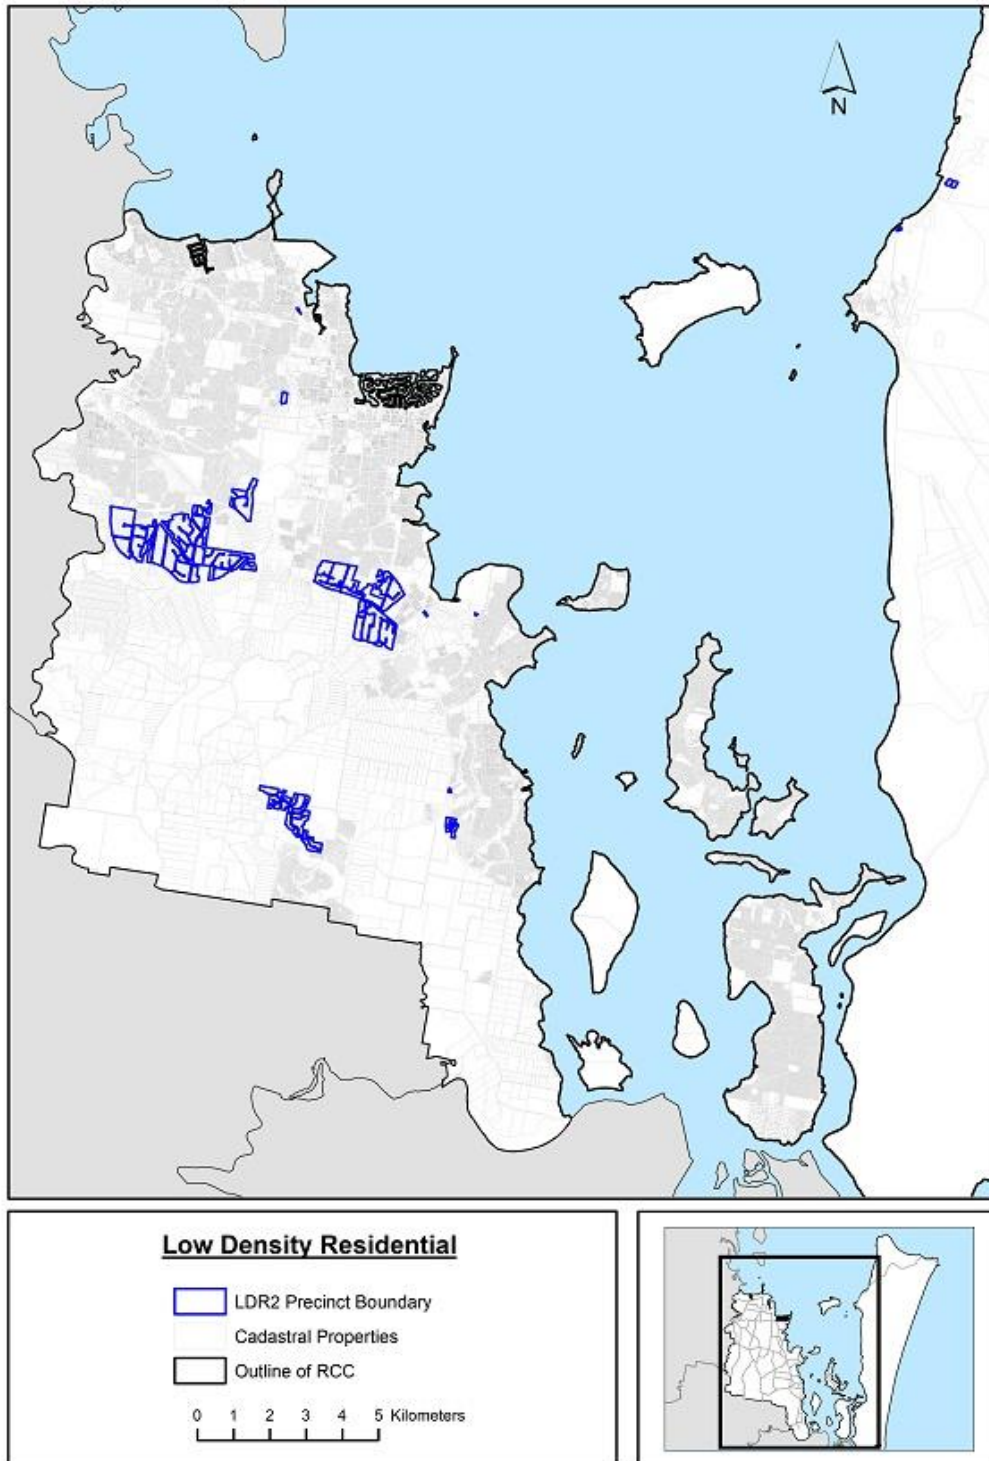 N
Low Density Residential
LDR2 Precinct Boundary
Cadastral Properties
Outline of RCC
0 1 2 3 4 5 Kilometers